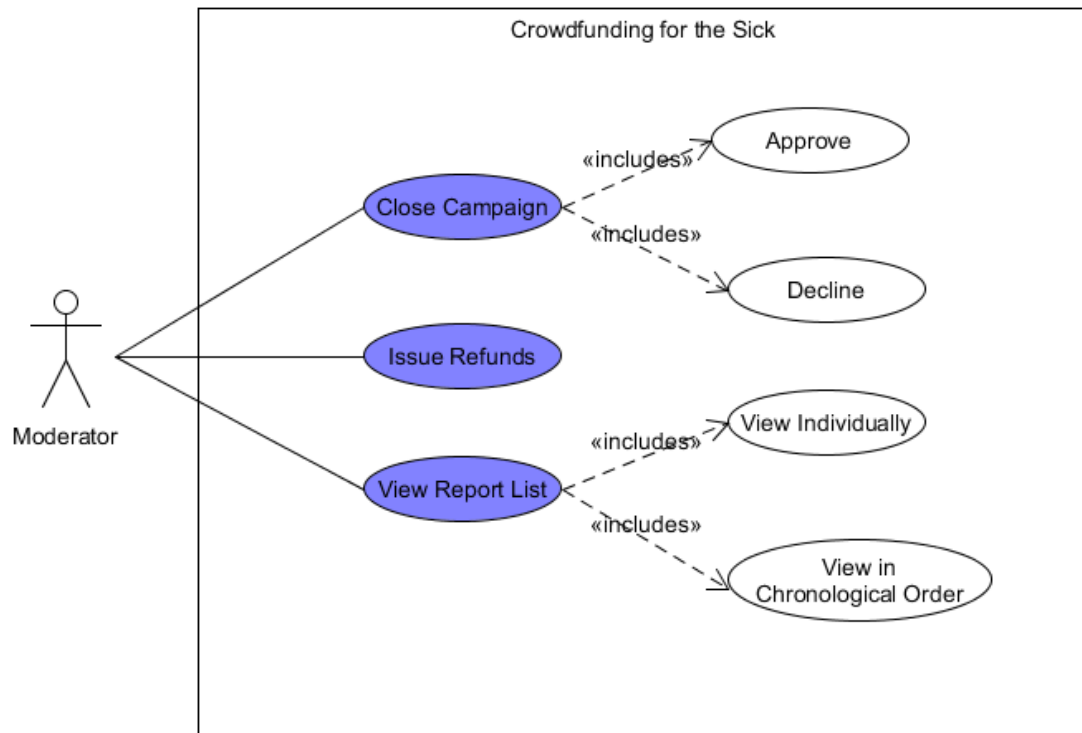 Crowdfunding for the Sick
Approve
«includes»
Close Campaign
«includes»
Decline
Issue Refunds
Moderator
View Individually
«includes»
View Report List
«includes»
View in
Chronological Order